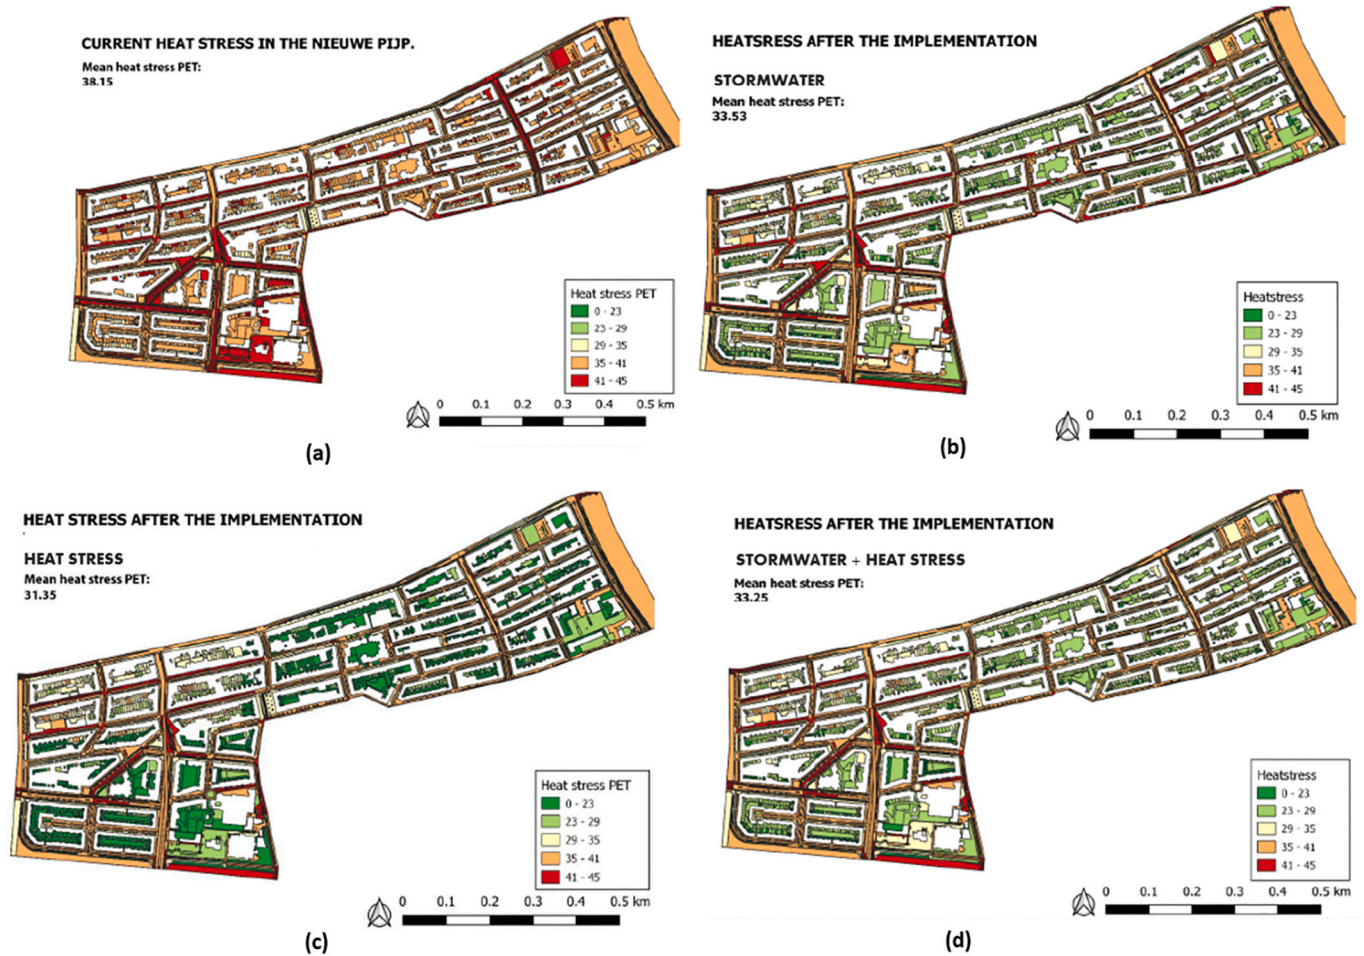 CURRENT HEAT STRESS IN THE NIEUWE PIJP.
Mean heat stress PET:
38.15
Heat stress PET
0 - 23
23 - 29
29 - 35
35 - 41
41 - 45
0 0.1 0.2 0.3 0.4 0.5 km
(a)
HEATSRESS AFTER THE IMPLEMENTATION
STORMWATER
Mean heat stress PET:
33.53
Heatstress
0 - 23
23 - 29
29 - 35
35 - 41
41 - 45
0 0.1 0.2 0.3 0.4 0.5 km
(b)
HEAT STRESS AFTER THE IMPLEMENTATION
HEAT STRESS
Mean heat stress PET:
31.35
Heat stress PET
0 - 23
23 - 29
29 - 35
35 - 41
41 - 45
0 0.1 0.2 0.3 0.4 0.5 km
(c)
HEATSRESS AFTER THE IMPLEMENTATION
STORMWATER + HEAT STRESS
Mean heat stress PET:
33.25
Heatstress
0 - 23
23 - 29
29 - 35
35 - 41
41 - 45
0 0.1 0.2 0.3 0.4 0.5 km
(d)